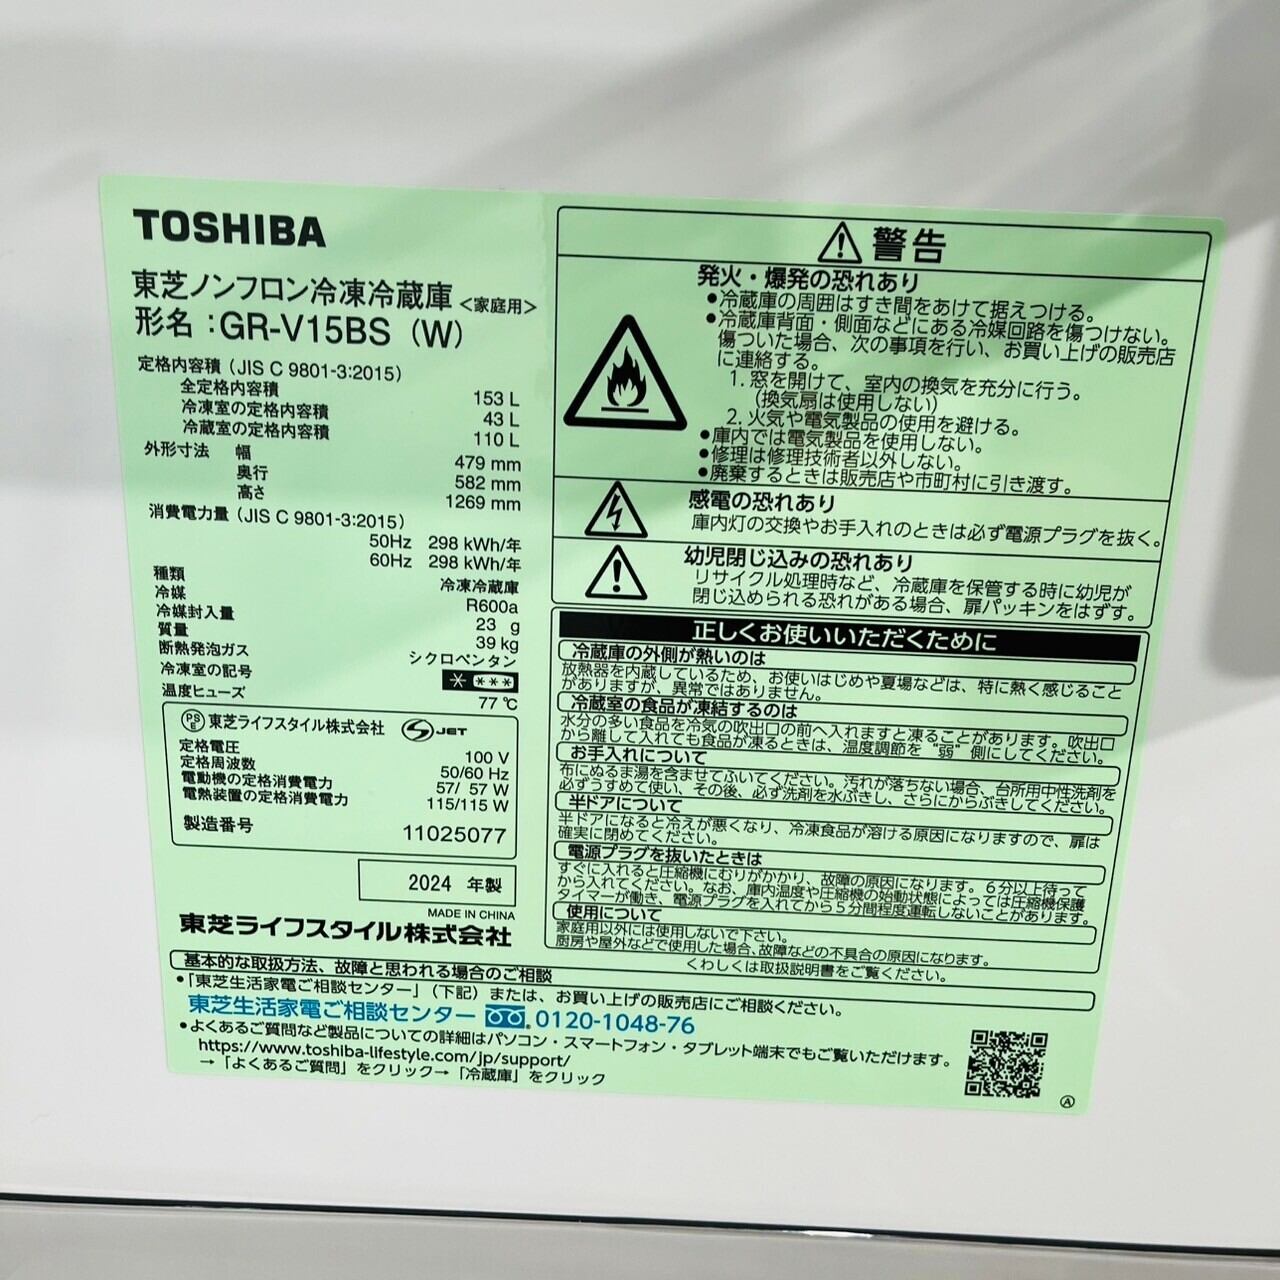 TOSHIBA
東芝ノンフロン冷凍冷蔵庫<家庭用>
形名：GR-V15BS (W)
定格内容積 (JIS C 9801-3:2015)
全定格内容積 153 L
冷凍室の定格内容積 43 L
冷蔵室の定格内容積 110 L
外形寸法 幅 479 mm
奥行 582 mm
高さ 1269 mm
消費電力量 (JIS C 9801-3:2015)
50Hz 298 kWh/年
60Hz 298 kWh/年
種類 冷凍冷蔵庫
冷媒 R600a
冷媒封入量 23 g
質量 39 kg
断熱発泡ガス シクロペンタン
冷凍室の記号
温度ヒューズ 77 ℃
PSE 東芝ライフスタイル株式会社 JET
定格電圧 100 V
定格周波数 50/60 Hz
電動機の定格消費電力 57/ 57 W
電熱装置の定格消費電力 115/115 W
製造番号 11025077
2024 年製
MADE IN CHINA
東芝ライフスタイル株式会社
警告
発火・爆発の恐れあり
●冷蔵庫の周囲はすき間をあけて据えつける。
●冷蔵庫背面・側面などにある冷媒回路を傷つけない。
傷ついた場合、次の事項を行い、お買い上げの販売店
に連絡する。
1. 窓を開けて、室内の換気を充分に行う。
(換気扇は使用しない)
2. 火気や電気製品の使用を避ける。
●庫内では電気製品を使用しない。
●修理は修理技術者以外しない。
●廃棄するときは販売店や市町村に引き渡す。
感電の恐れあり
庫内灯の交換やお手入れのときは必ず電源プラグを抜く。
幼児閉じ込みの恐れあり
リサイクル処理時など、冷蔵庫を保管する時に幼児が
閉じ込められる恐れがある場合、扉パッキンをはずす。
正しくお使いいただくために
冷蔵庫の外側が熱いのは
放熱器を内蔵しているため、お使いはじめや夏場などは、特に熱く感じること
がありますが、異常ではありません。
冷蔵室の食品が凍結するのは
水分の多い食品を冷気の吹出口の前へ入れますと凍ることがあります。吹出口
から離して入れても食品が凍るときは、温度調節を“弱”側にしてください。
お手入れについて
布にぬるま湯を含ませてふいてください。汚れが落ちない場合、台所用中性洗剤を
必ずうすめて使い、その後、必ず洗剤を水ぶきし、さらにからぶきしてください。
半ドアについて
半ドアになると冷えが悪くなり、冷凍食品が溶ける原因になりますので、扉は
確実に閉めてください。
電源プラグを抜いたときは
すぐに入れると圧縮機にむりがかかり、故障の原因になります。6分以上待って
から入れてください。なお、庫内温度や圧縮機の始動状態によっては圧縮機保護
タイマーが働き、電源プラグを入れてから5分間程度運転しないことがあります。
使用について
家庭用以外には使用しないで下さい。
厨房や屋外などで使用した場合、故障などの不具合の原因になります。
くわしくは取扱説明書をご覧ください。
基本的な取扱方法、故障と思われる場合のご相談
●「東芝生活家電ご相談センター」(下記)または、お買い上げの販売店にご相談ください。
東芝生活家電ご相談センター 0120-1048-76
●よくあるご質問など製品についての詳細はパソコン・スマートフォン・タブレット端末でもご覧いただけます。
https://www.toshiba-lifestyle.com/jp/support/
→「よくあるご質問」をクリック→「冷蔵庫」をクリック
Ⓐ